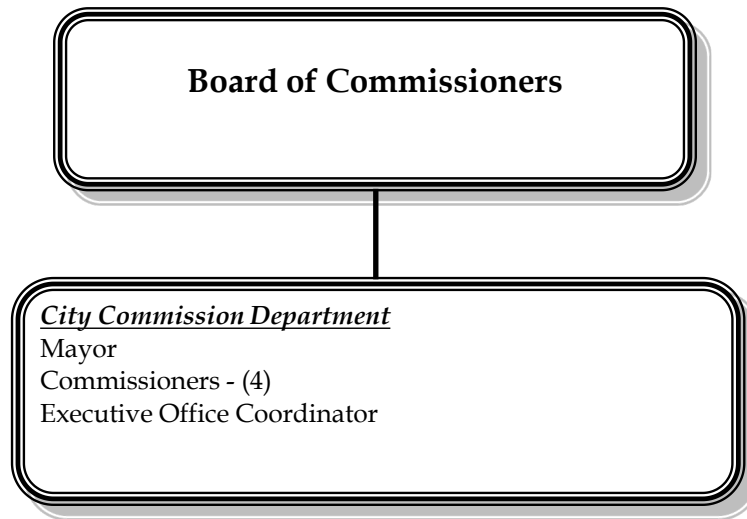 Board of Commissioners
City Commission Department
Mayor
Commissioners - (4)
Executive Office Coordinator